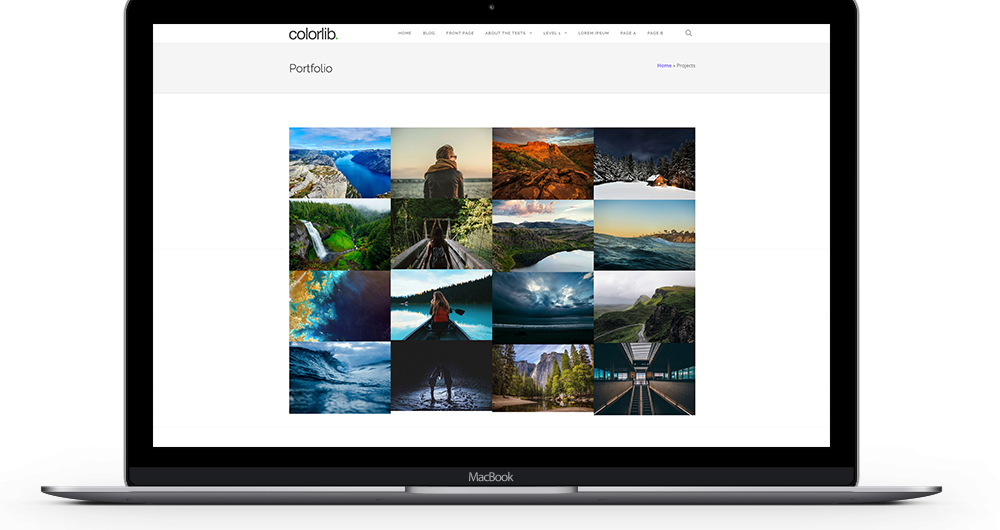 colorlib.
HOME BLOG FRONT PAGE ABOUT THE TESTS LEVEL 1 LOREM IPSUM PAGE A PAGE B
Portfolio
Home » Projects
MacBook